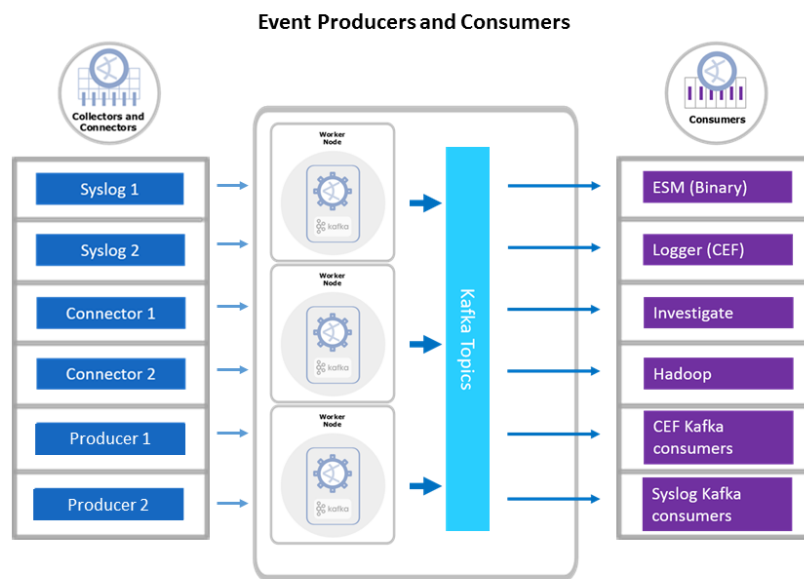 Event Producers and Consumers
Collectors and
Connectors
Consumers
Syslog 1
Syslog 2
Connector 1
Connector 2
Producer 1
Producer 2
Worker
Node
kafka
Worker
Node
kafka
Worker
Node
kafka
Kafka Topics
ESM (Binary)
Logger (CEF)
Investigate
Hadoop
CEF Kafka
consumers
Syslog Kafka
consumers